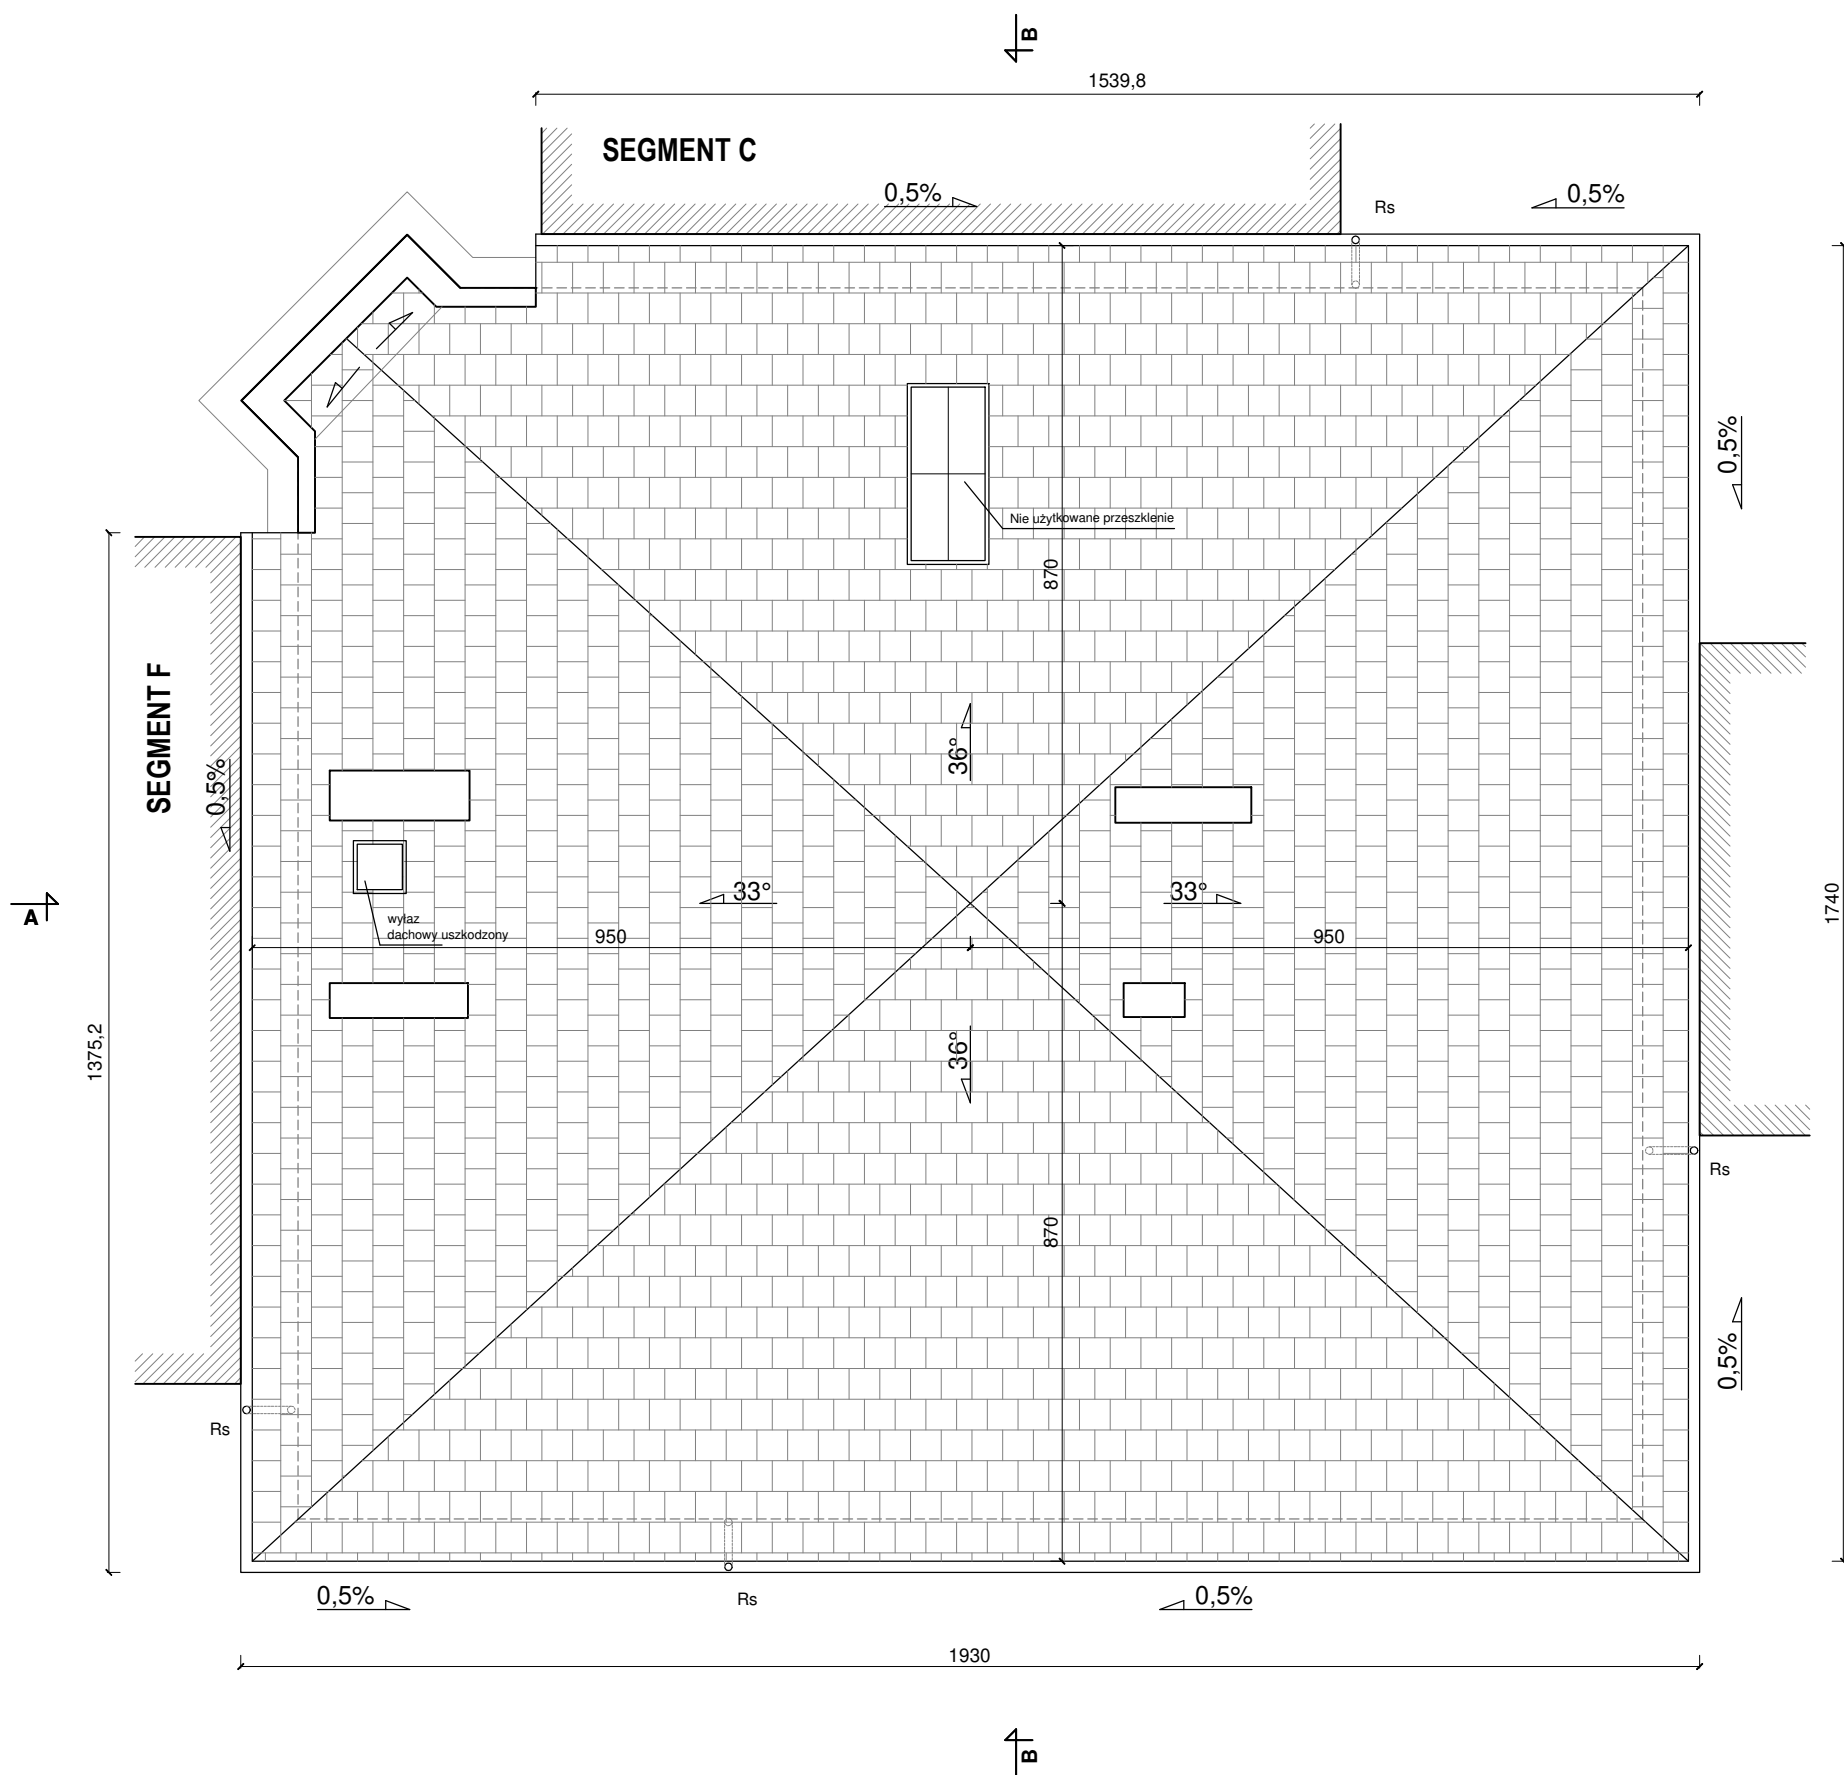 B
1539,8
SEGMENT C
0,5%
0,5%
Rs
0,5%
Nie użytkowane przeszklenie
870
SEGMENT F
0,5%
36°
33°
33°
A
wyłaz
dachowy uszkodzony
950
950
1740
1375,2
36°
Rs
870
0,5%
Rs
0,5%
Rs
0,5%
1930
B